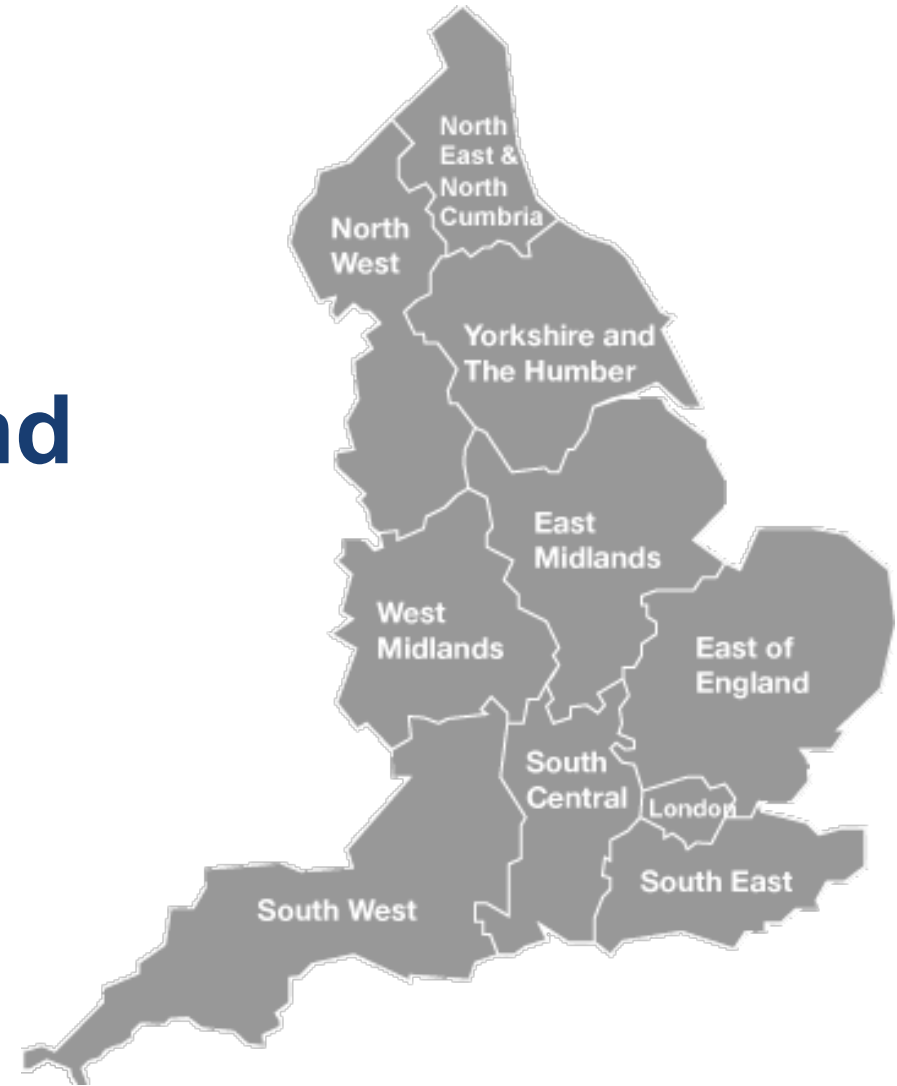 North
East &
North
Cumbria
North
West
Yorkshire and
The Humber
nd
East
Midlands
West
Midlands
East of
England
South
Central
London
South East
South West